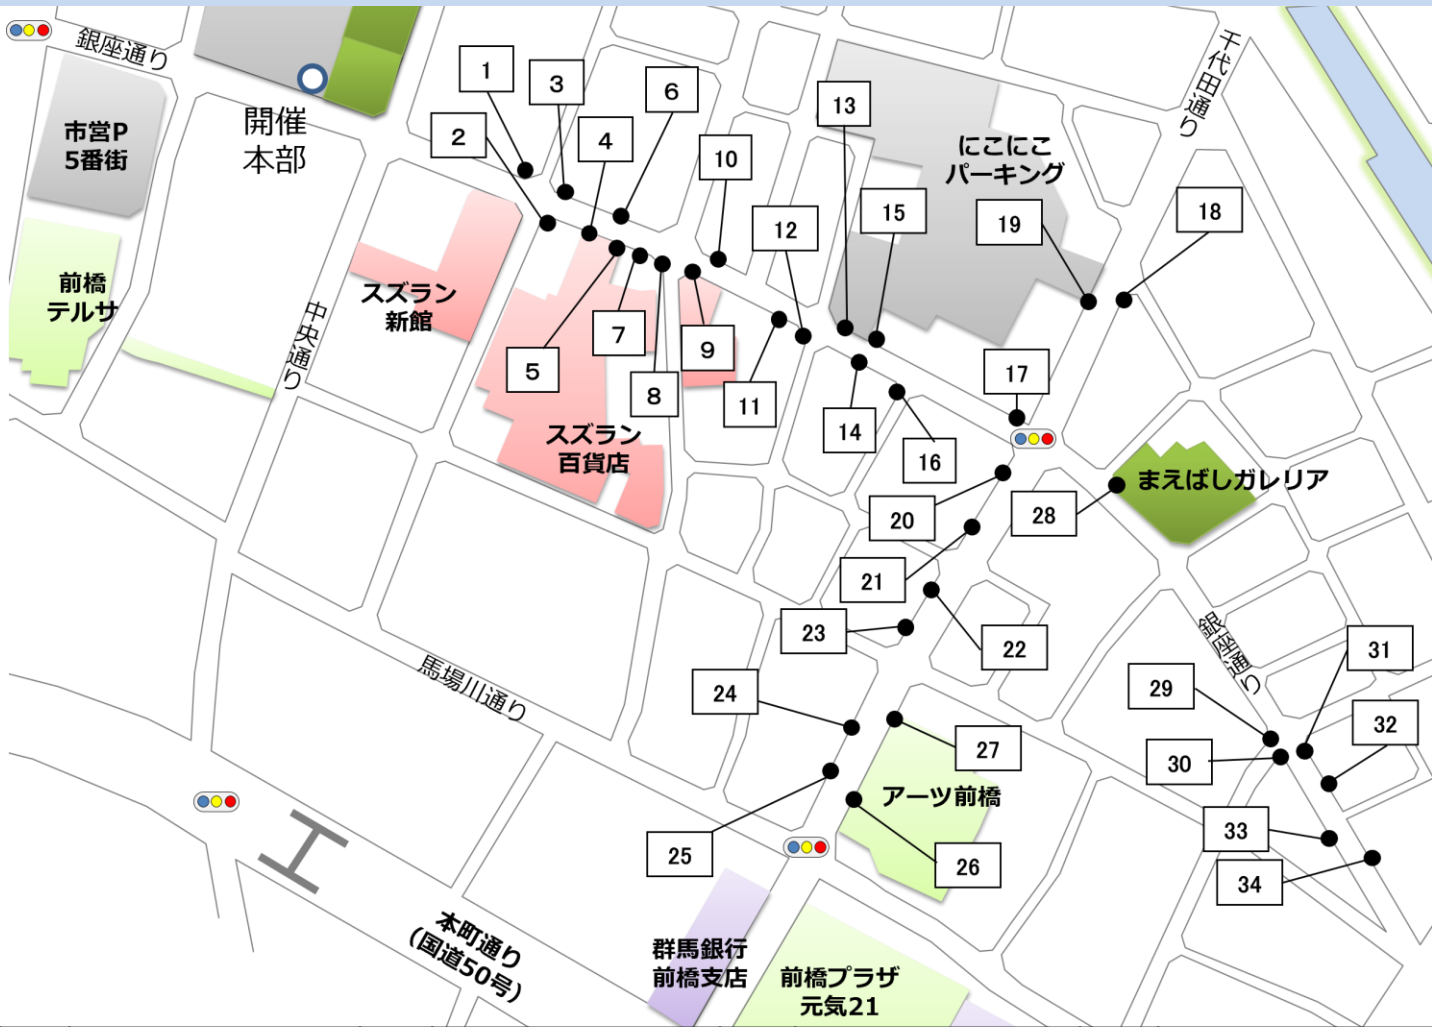 銀座通り
千代田通り
市営P
5番街
開催
本部
1
3
6
2
4
10
13
にこにこ
パーキング
12
15
19
18
前橋
テルサ
中央通り
スズラン
新館
5
7
8
9
11
17
14
16
スズラン
百貨店
まえばしガレリア
20
28
21
23
22
馬場川通り
銀座通り
31
24
29
32
27
30
アーツ前橋
25
26
33
34
本町通り
(国道50号)
群馬銀行
前橋支店
前橋プラザ
元気21